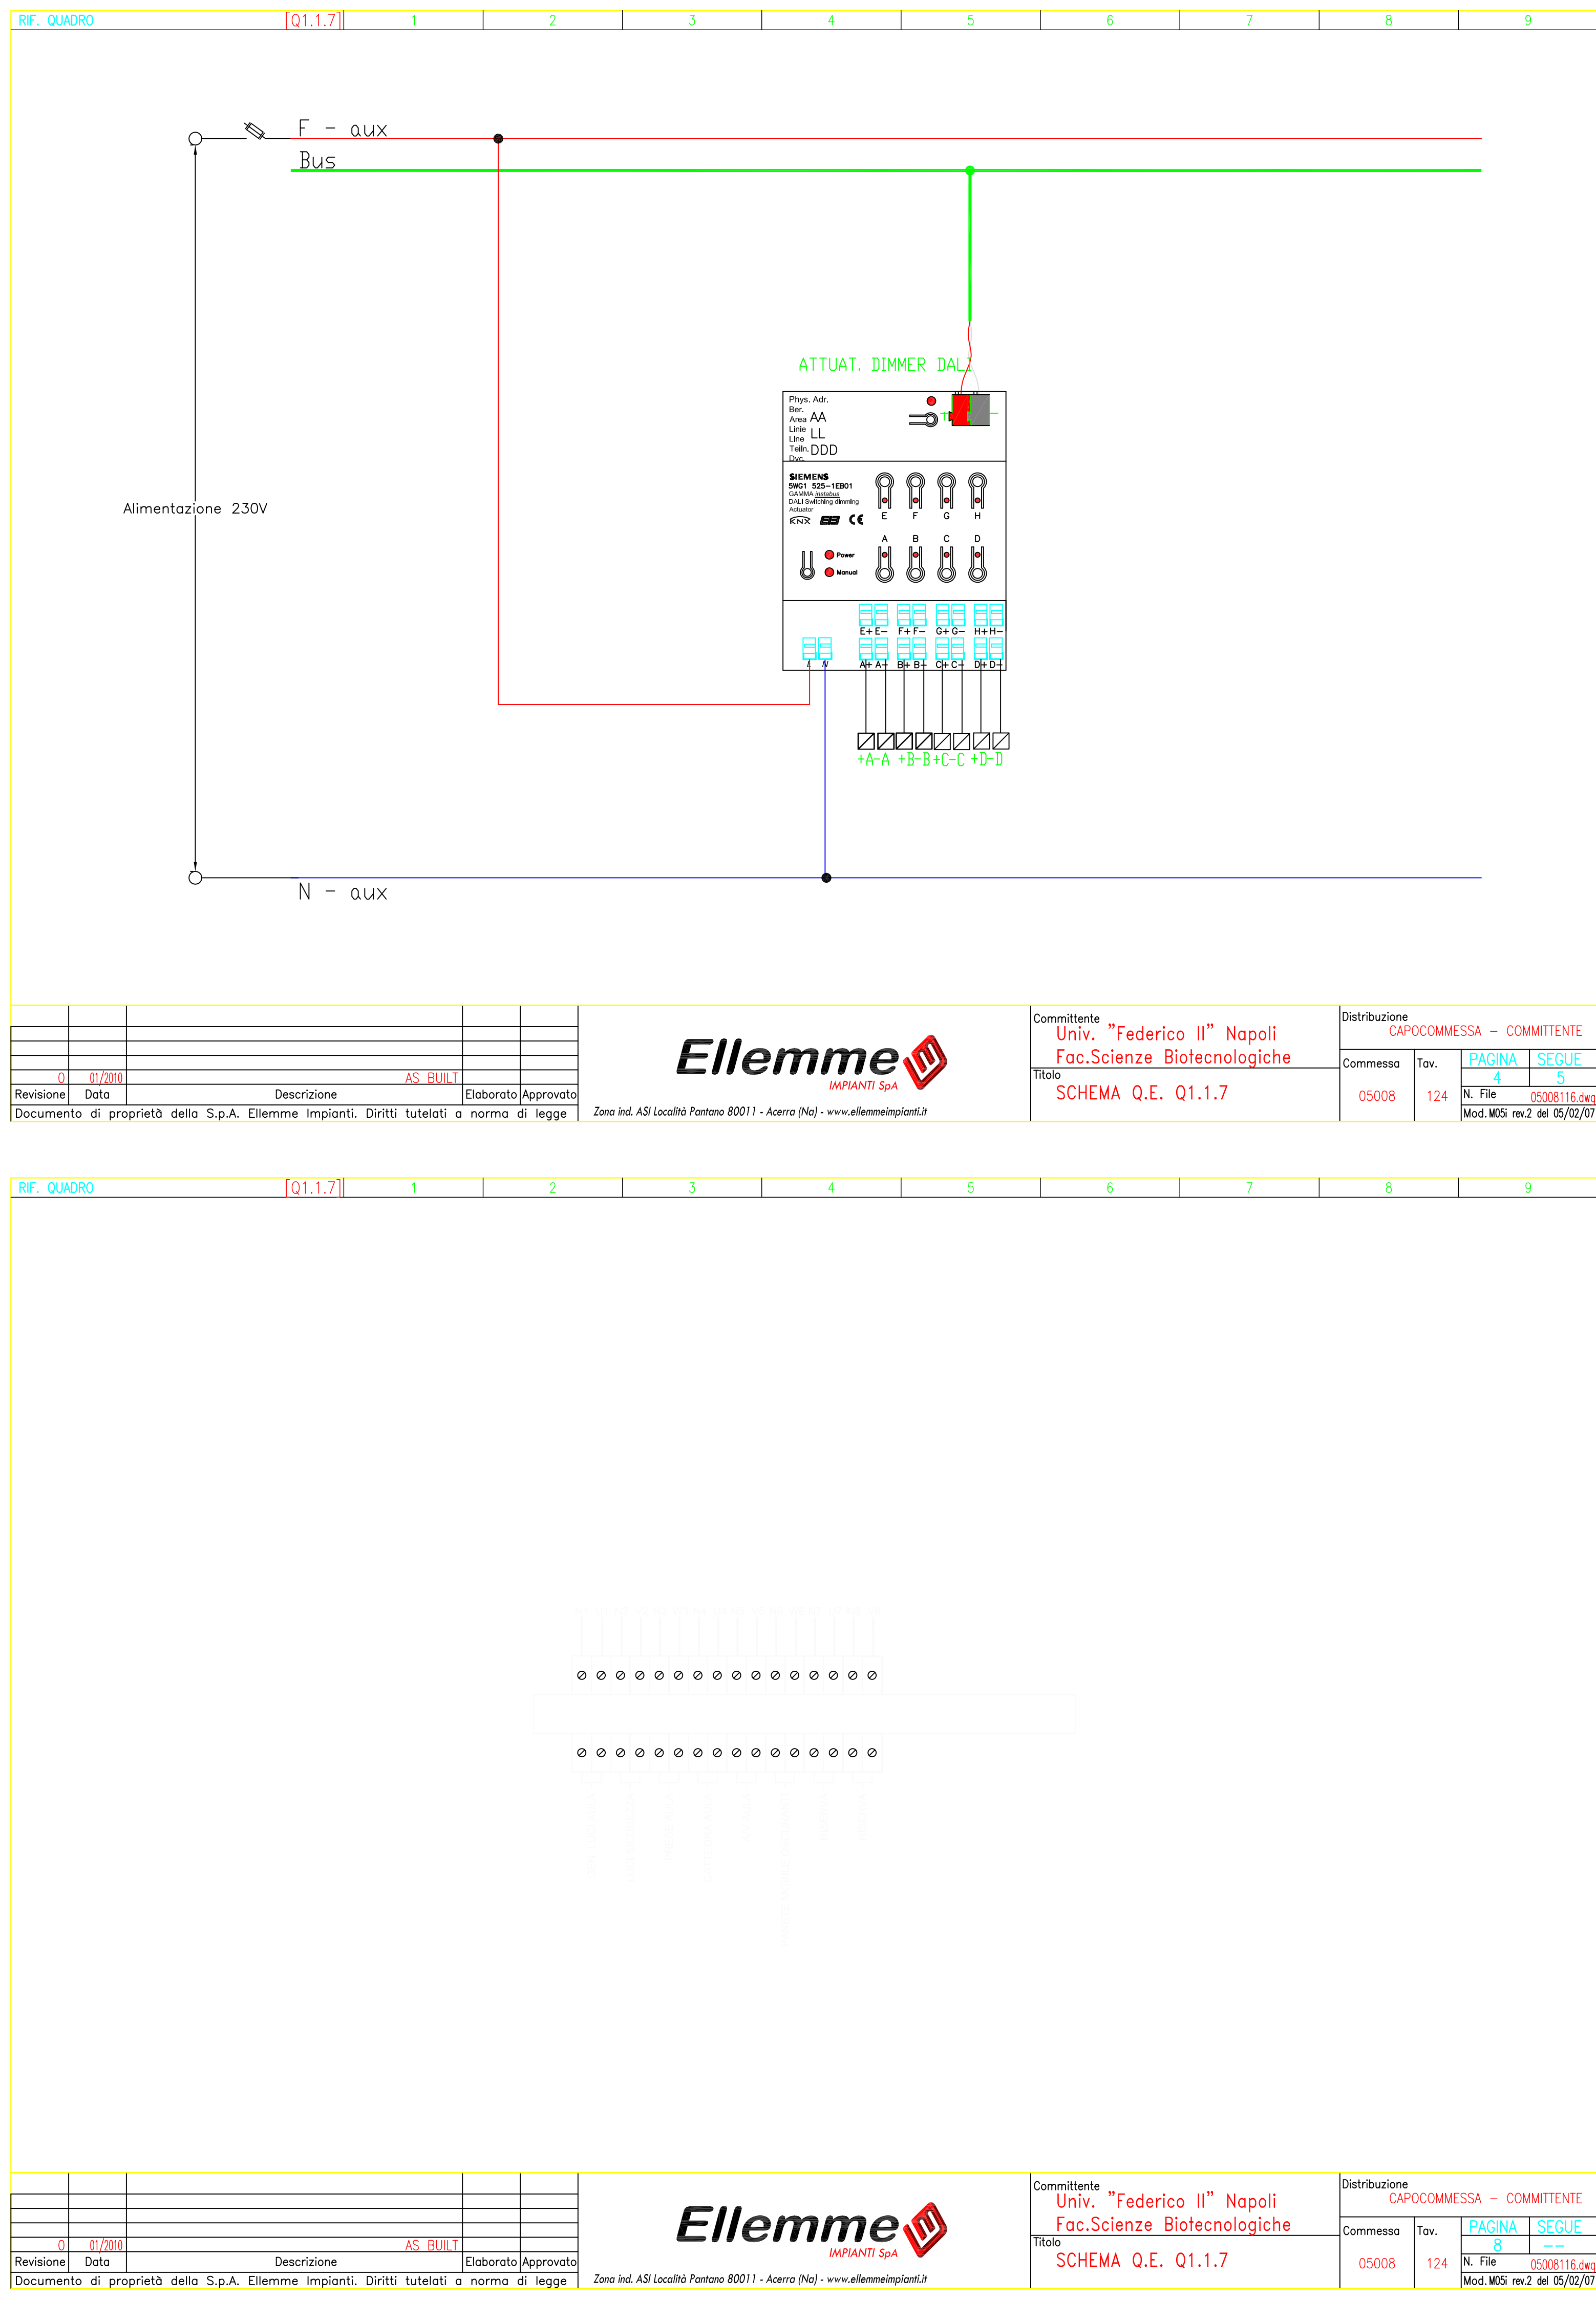 RIF. QUADRO [Q1.1.7] 1 2 3 4 5 6 7 8 9
F - aux
Bus
ATTUAT. DIMMER DALI
Phys. Adr.
Ber.
Area AA
Linie
Line LL
Teiln. DDD
Dvc.
SIEMENS
5WG1 525-1EB01
GAMMA instabus
DALI Switching dimming
Actuator
KNX EIB CE
E F G H
A B C D
Power
Manual
Alimentazione 230V
E+ E- F+ F- G+ G- H+ H-
L N A+ A- B+ B- C+ C- D+ D-
+A-A +B-B +C-C +D-D
N - aux
0 01/2010 AS BUILT
Revisione Data Descrizione Elaborato Approvato
Documento di proprietà della S.p.A. Ellemme Impianti. Diritti tutelati a norma di legge
Ellemme
IMPIANTI SpA
Zona ind. ASI Località Pantano 80011 - Acerra (Na) - www.ellemmeimpianti.it
Committente
Univ. "Federico II" Napoli
Fac.Scienze Biotecnologiche
Titolo
SCHEMA Q.E. Q1.1.7
Distribuzione
CAPOCOMMESSA - COMMITTENTE
Commessa
05008
Tav.
124
PAGINA SEGUE
4 5
N. File 05008116.dwg
Mod. M05i rev.2 del 05/02/07
RIF. QUADRO [Q1.1.7] 1 2 3 4 5 6 7 8 9
0 01/2010 AS BUILT
Revisione Data Descrizione Elaborato Approvato
Documento di proprietà della S.p.A. Ellemme Impianti. Diritti tutelati a norma di legge
Ellemme
IMPIANTI SpA
Zona ind. ASI Località Pantano 80011 - Acerra (Na) - www.ellemmeimpianti.it
Committente
Univ. "Federico II" Napoli
Fac.Scienze Biotecnologiche
Titolo
SCHEMA Q.E. Q1.1.7
Distribuzione
CAPOCOMMESSA - COMMITTENTE
Commessa
05008
Tav.
124
PAGINA SEGUE
8 --
N. File 05008116.dwg
Mod. M05i rev.2 del 05/02/07